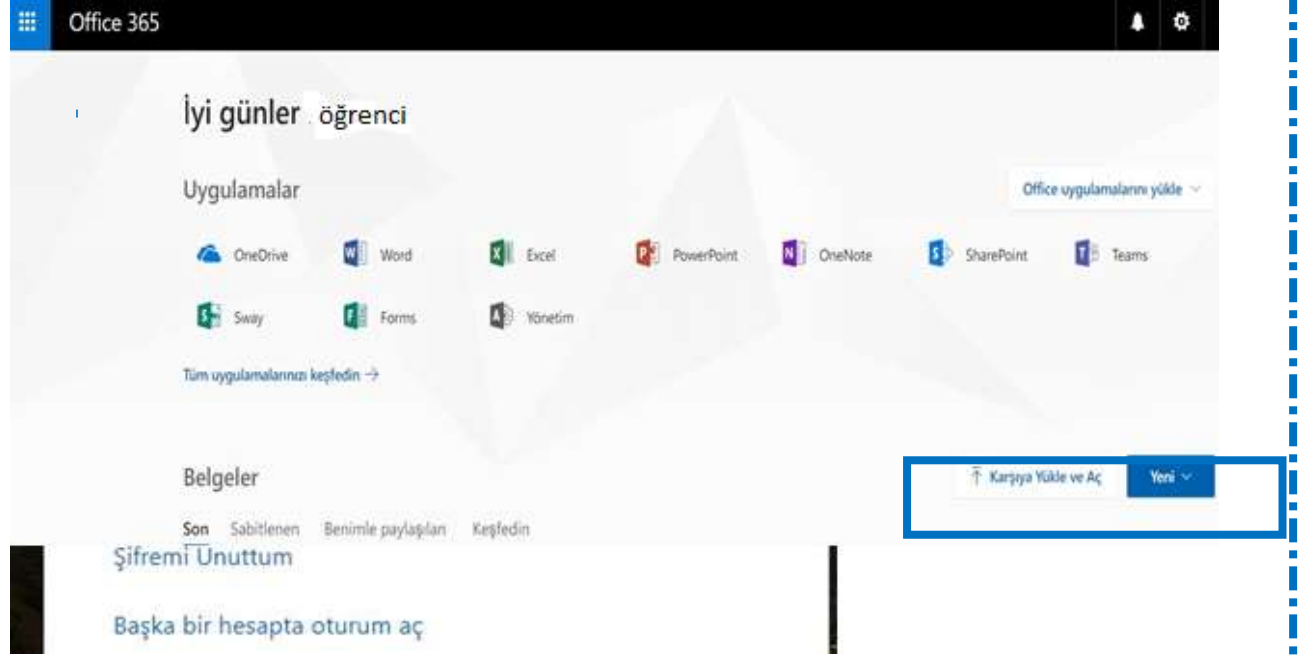 Office 365
İyi günler öğrenci
Uygulamalar
Office uygulamalarını yükle
OneDrive Word Excel PowerPoint OneNote SharePoint Teams
Sway Forms Yönetim
Tüm uygulamalarınızı keşfedin →
Belgeler
Karşıya Yükle ve Aç Yeni
Son Sabitlenen Benimle paylaşılan Keşfedin
Şifremi Unuttum
Başka bir hesapta oturum aç